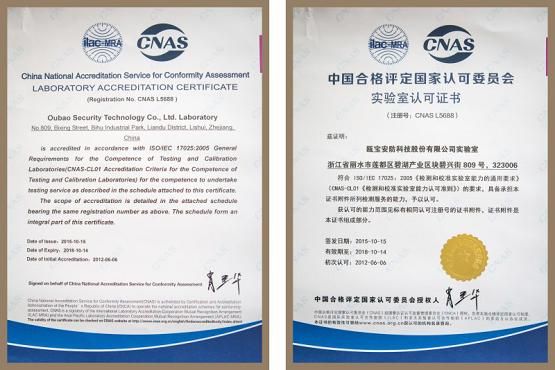 ilac-MRA
CNAS
China National Accreditation Service for Conformity Assessment
LABORATORY ACCREDITATION CERTIFICATE
(Registration No. CNAS L5688 )
Oubao Security Technology Co., Ltd. Laboratory
No.809, Bixing Street, Bihu Industrial Park, Liandu District, Lishui, Zhejiang,
China
is accredited in accordance with ISO/IEC 17025:2005 General
Requirements for the Competence of Testing and Calibration
Laboratories(CNAS-CL01 Accreditation Criteria for the Competence of
Testing and Calibration Laboratories) for the competence to undertake
testing service as described in the schedule attached to this certificate.
The scope of accreditation is detailed in the attached schedule
bearing the same registration number as above. The schedule form an
integral part of this certificate.
Date of Issue: 2015-10-15
Date of Expiry: 2018-10-14
Date of Initial Accreditation: 2012-06-06
Signed on behalf of China National Accreditation Service for Conformity Assessment
ilac-MRA
CNAS
中国合格评定国家认可委员会
实验室认可证书
（注册号：CNAS L5688）
兹证明：
瓯宝安防科技股份有限公司实验室
浙江省丽水市莲都区碧湖产业区块碧兴街 809 号，323006
符合 ISO/IEC 17025：2005《检测和校准实验室能力的通用要求》
（CNAS-CL01《检测和校准实验室能力认可准则》）的要求，具备承担本
证书附件所列检测服务的能力，予以认可。
获认可的能力范围见标有相同认可注册号的证书附件，证书附件是
本证书组成部分。
签发日期：2015-10-15
有效期至：2018-10-14
初次认可：2012-06-06
中国合格评定国家认可委员会授权人